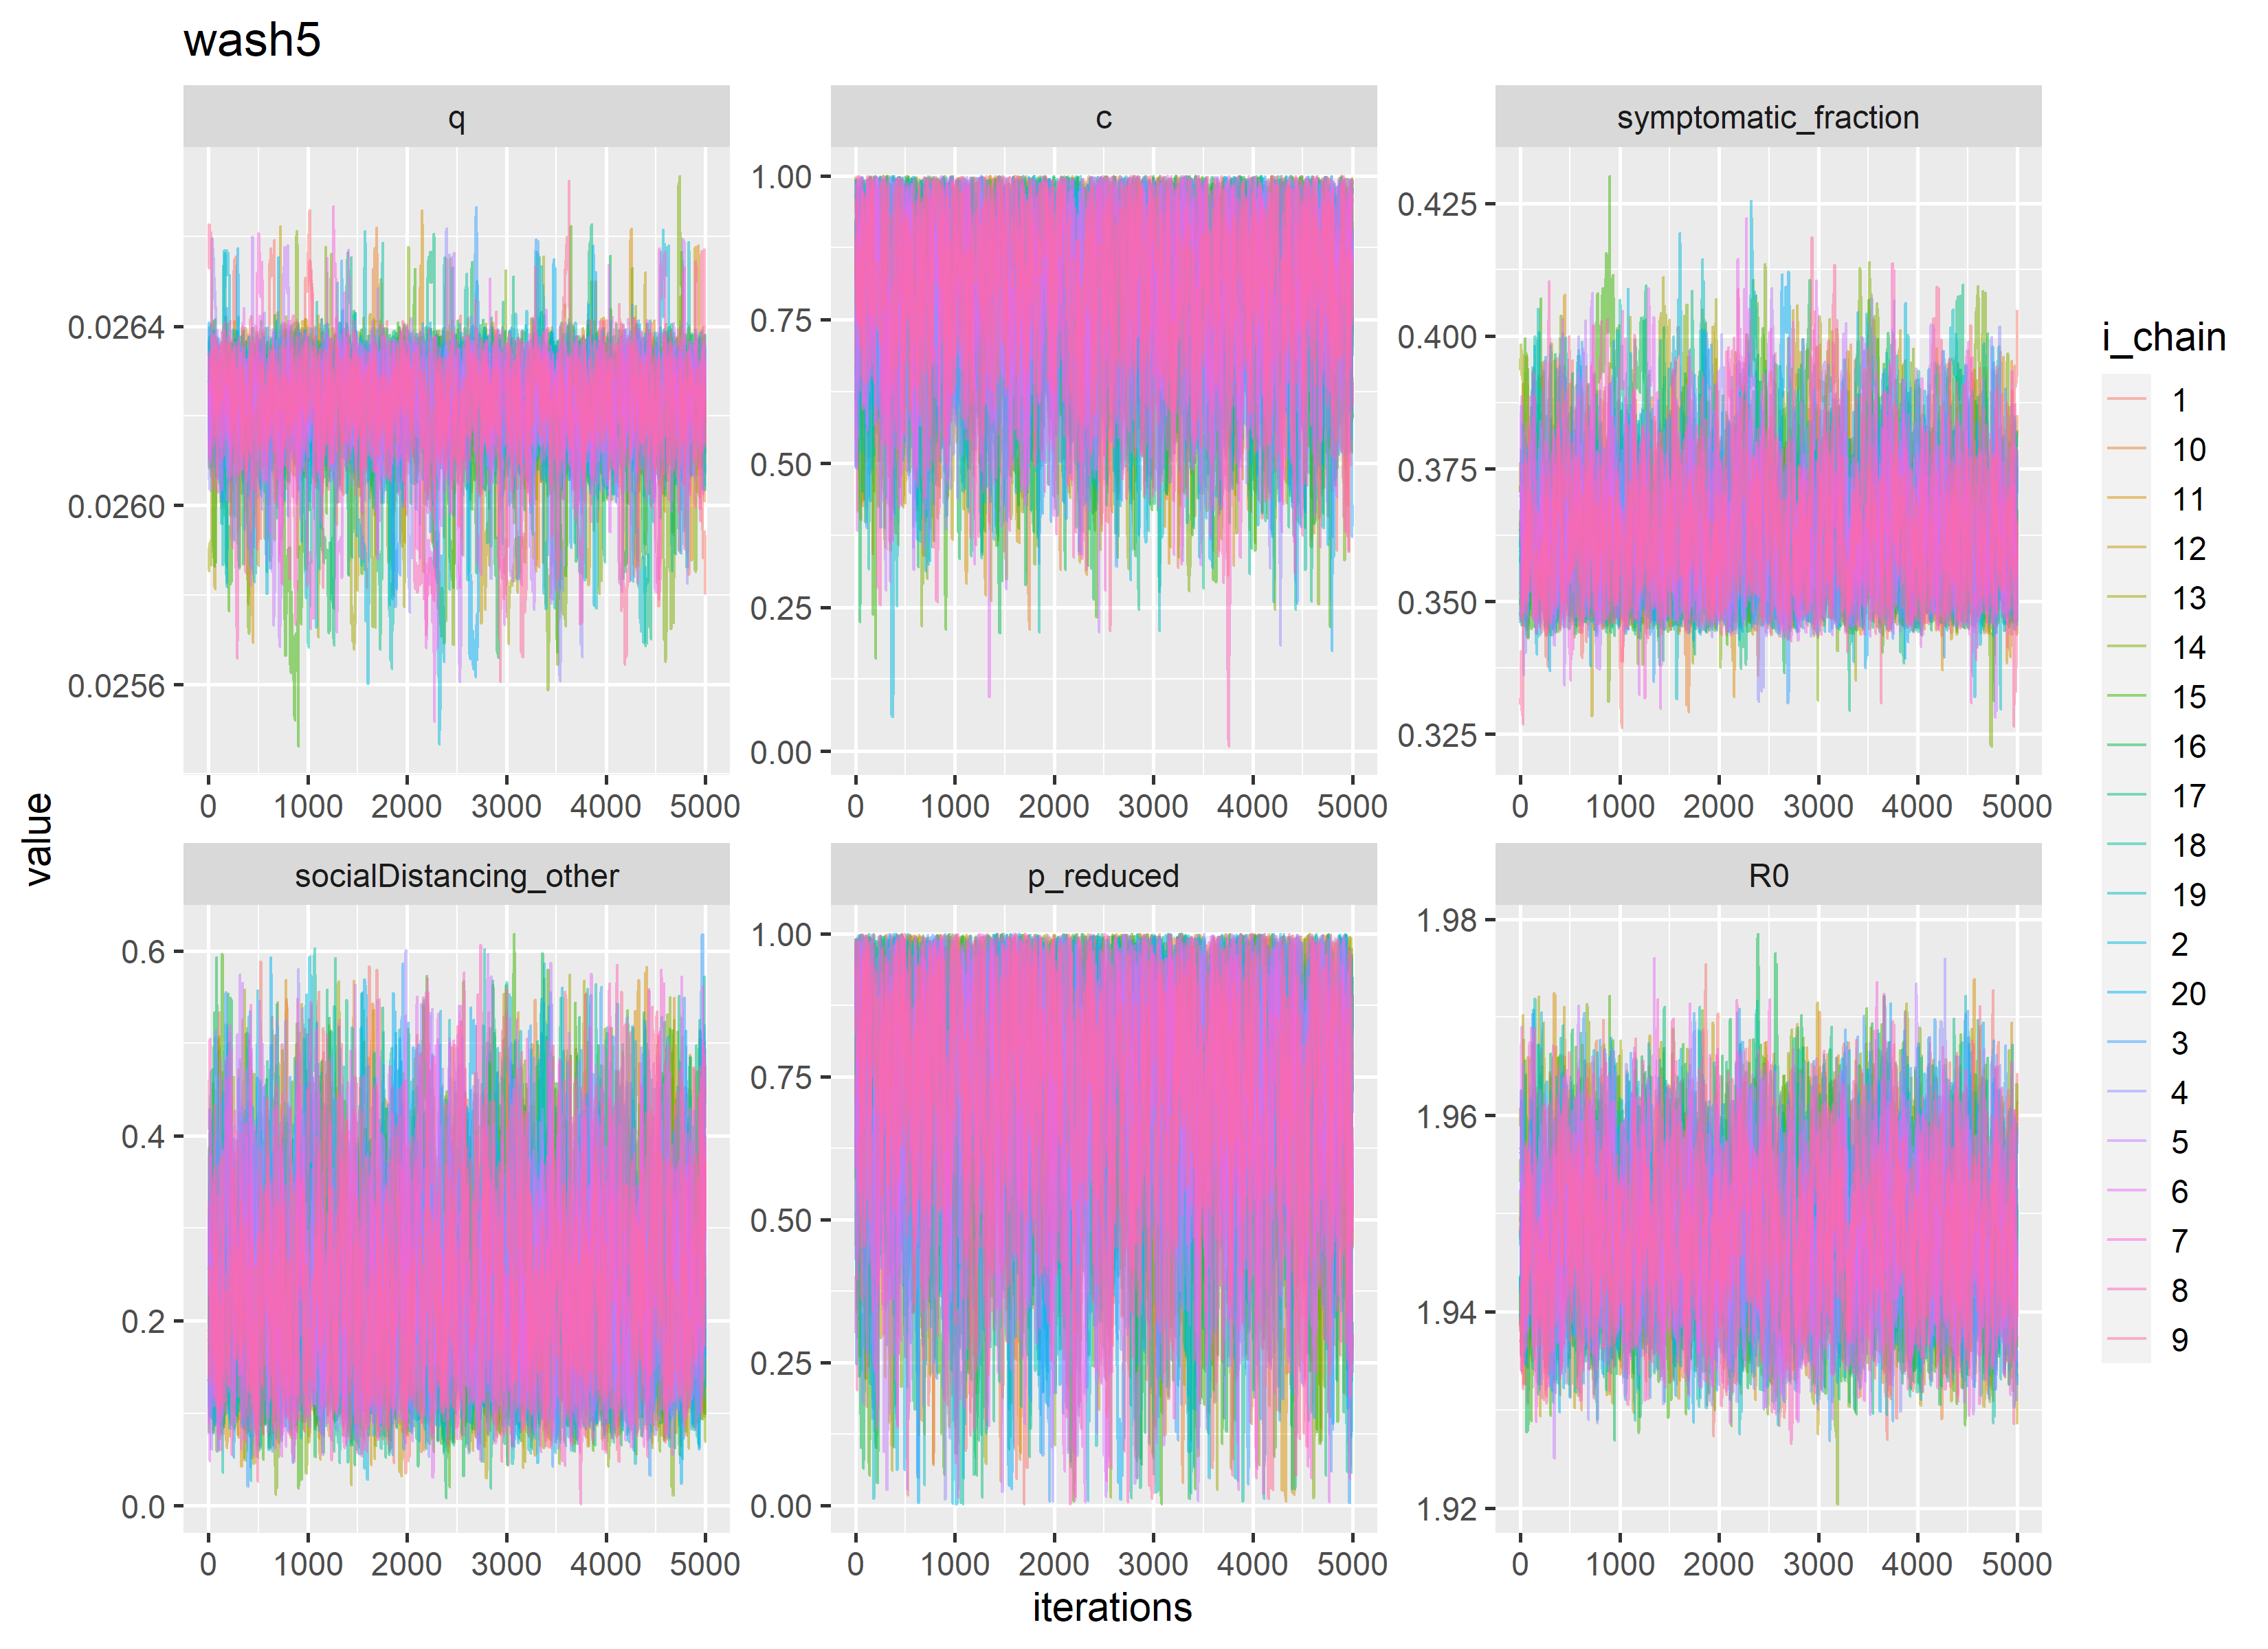 wash5
q
c
symptomatic_fraction
0.0264
0.0260
0.0256
1.00
0.75
0.50
0.25
0.00
0.425
0.400
0.375
0.350
0.325
0 1000 2000 3000 4000 5000
0 1000 2000 3000 4000 5000
0 1000 2000 3000 4000 5000
value
socialDistancing_other
p_reduced
R0
0.6
0.4
0.2
0.0
1.00
0.75
0.50
0.25
0.00
1.98
1.96
1.94
1.92
0 1000 2000 3000 4000 5000
0 1000 2000 3000 4000 5000
0 1000 2000 3000 4000 5000
iterations
i_chain
1
10
11
12
13
14
15
16
17
18
19
2
20
3
4
5
6
7
8
9